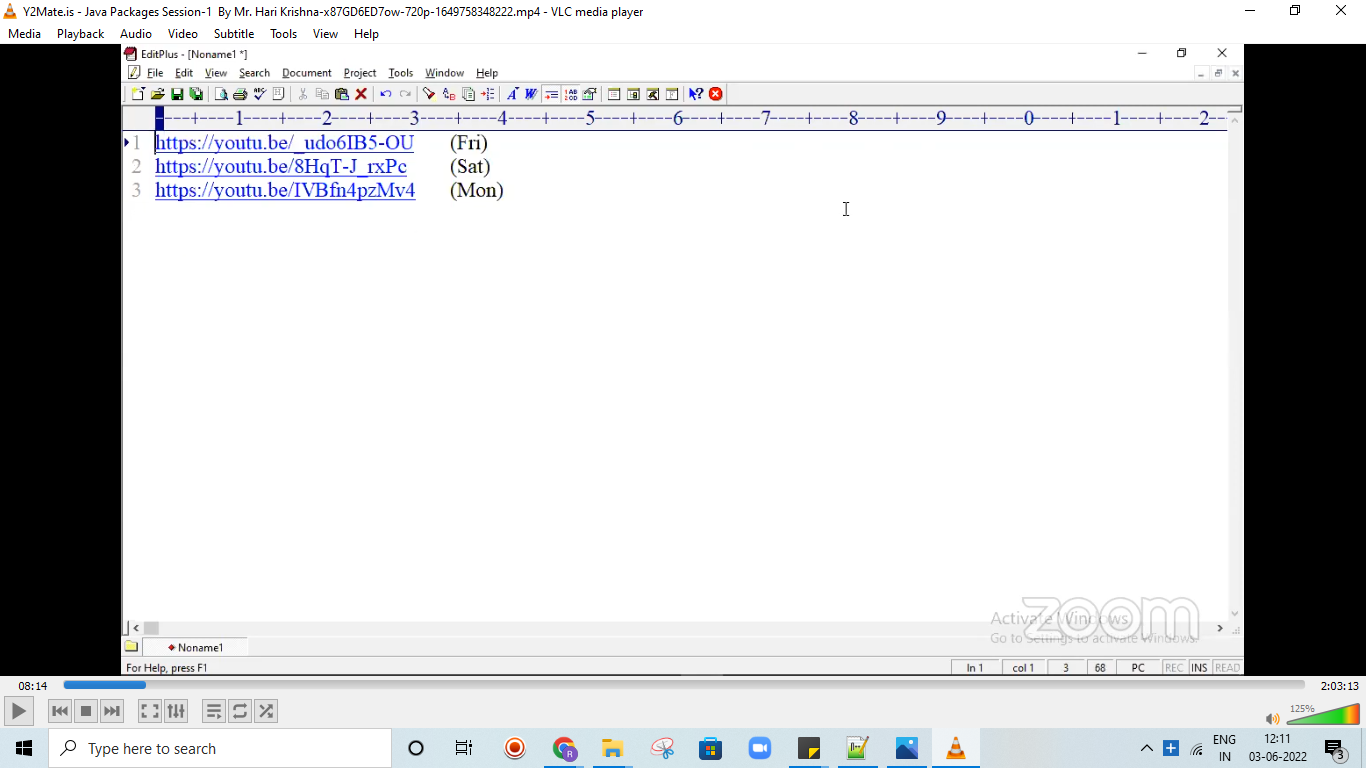 Y2Mate.is - Java Packages Session-1 By Mr. Hari Krishna-x87GD6ED7ow-720p-1649758348222.mp4 - VLC media player
Media Playback Audio Video Subtitle Tools View Help
EditPlus - [Noname1 *]
File Edit View Search Document Project Tools Window Help
----+----1----+----2----+----3----+----4----+----5----+----6----+----7----+----8----+----9----+----0----+----1----+----2--
1 https://youtu.be/_udo6IB5-OU (Fri)
2 https://youtu.be/8HqT-J_rxPc (Sat)
3 https://youtu.be/IVBfn4pzMv4 (Mon)
zoom
Activate Windows
Go to Settings to activate Windows.
Noname1
For Help, press F1 ln 1 col 1 3 68 PC REC INS READ
08:14 2:03:13
125%
Type here to search
ENG 12:11
IN 03-06-2022 3